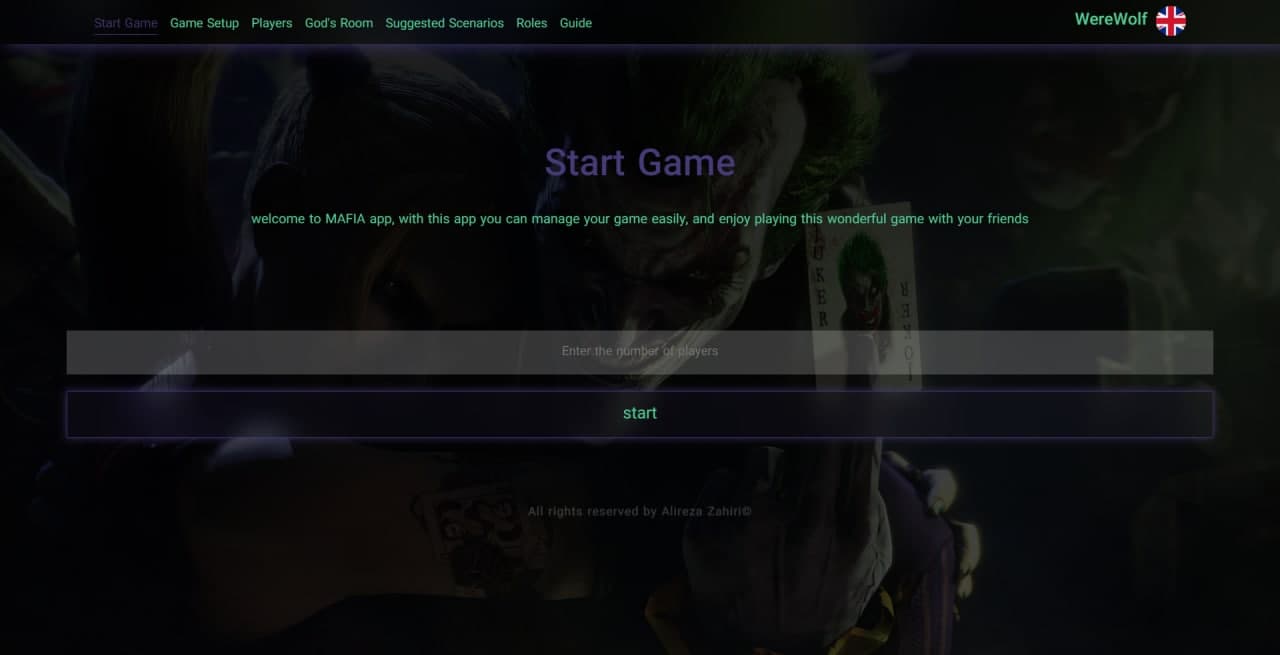 Start Game Game Setup Players God's Room Suggested Scenarios Roles Guide WereWolf
Start Game
welcome to MAFIA app, with this app you can manage your game easily, and enjoy playing this wonderful game with your friends
JOKER
Enter the number of players
start
All rights reserved by Alireza Zahiri©